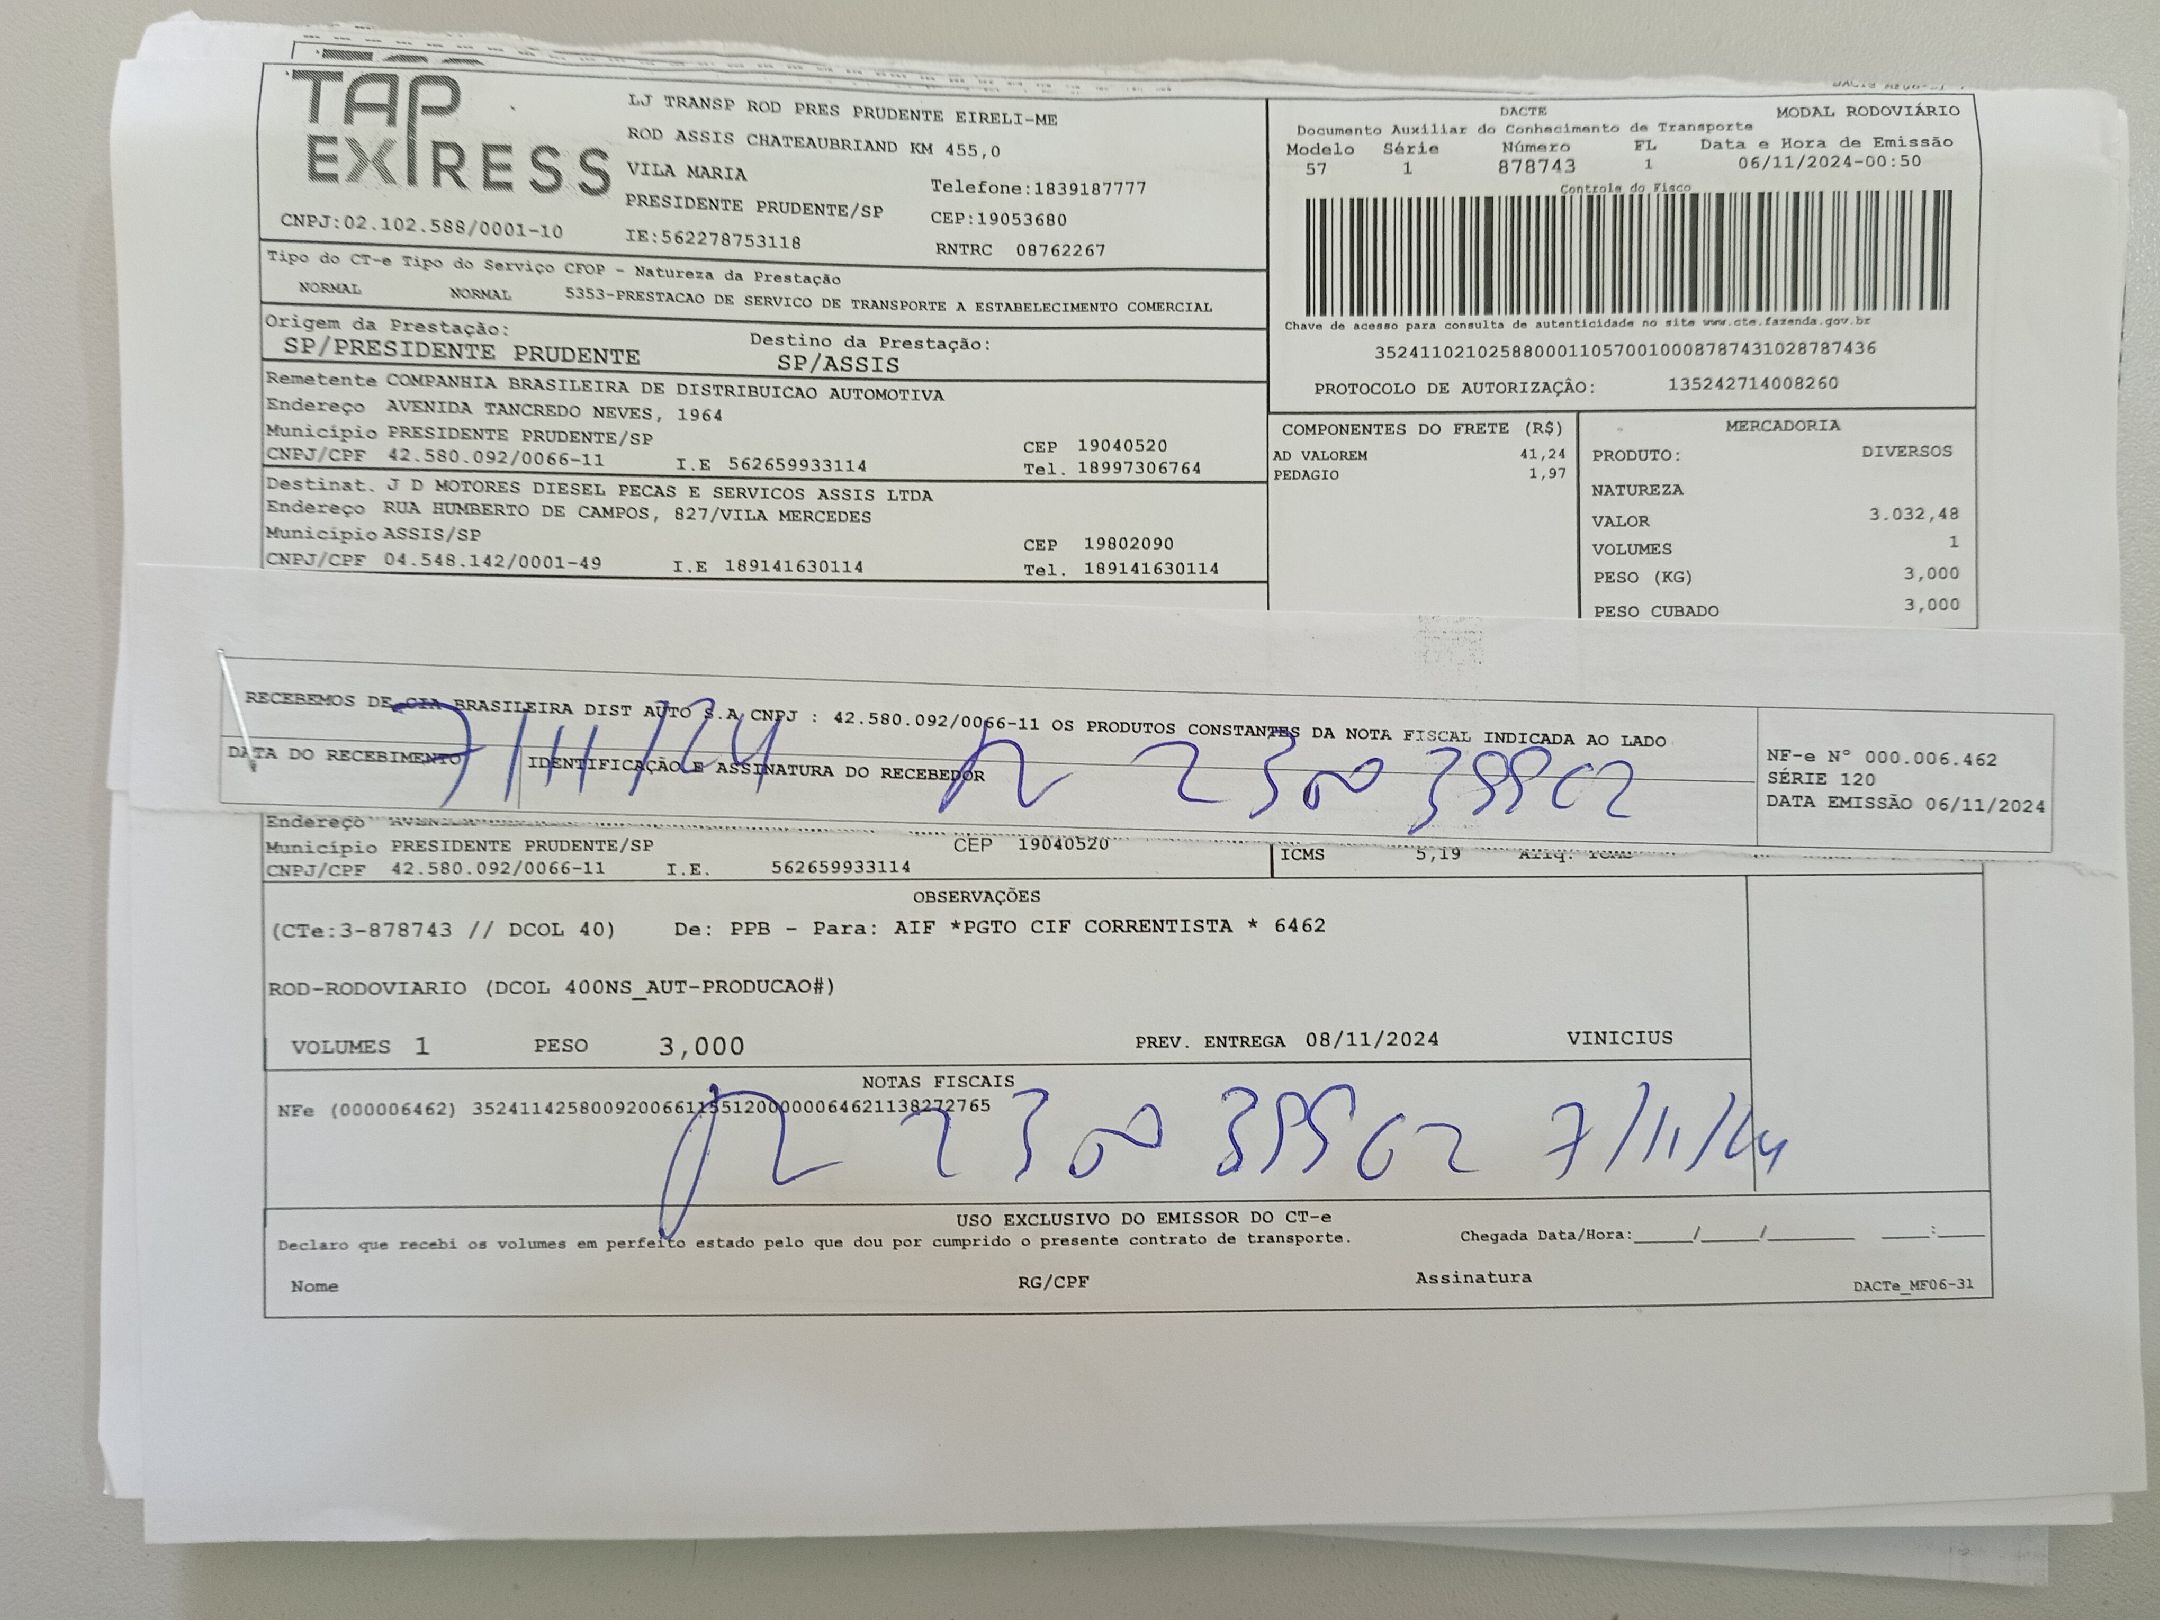 TAP
EXPRESS
LJ TRANSP ROD PRES PRUDENTE EIRELI-ME
ROD ASSIS CHATEAUBRIAND KM 455,0
VILA MARIA
Telefone:1839187777
PRESIDENTE PRUDENTE/SP
CEP:19053680
CNPJ:02.102.588/0001-10
IE:562278753118
RNTRC 08762267
DACTE
MODAL RODOVIÁRIO
Documento Auxiliar do Conhecimento de Transporte
Modelo Série Número FL Data e Hora de Emissão
57 1 878743 1 06/11/2024-00:50
Controle do Fisco
Chave de acesso para consulta de autenticidade no site www.cte.fazenda.gov.br
35241102102588000110570010008787431028787436
PROTOCOLO DE AUTORIZAÇÃO: 135242714008260
Tipo do CT-e Tipo do Serviço CFOP - Natureza da Prestação
NORMAL NORMAL 5353-PRESTACAO DE SERVICO DE TRANSPORTE A ESTABELECIMENTO COMERCIAL
Origem da Prestação: Destino da Prestação:
SP/PRESIDENTE PRUDENTE SP/ASSIS
Remetente COMPANHIA BRASILEIRA DE DISTRIBUICAO AUTOMOTIVA
Endereço AVENIDA TANCREDO NEVES, 1964
Município PRESIDENTE PRUDENTE/SP CEP 19040520
CNPJ/CPF 42.580.092/0066-11 I.E 562659933114 Tel. 18997306764
Destinat. J D MOTORES DIESEL PECAS E SERVICOS ASSIS LTDA
Endereço RUA HUMBERTO DE CAMPOS, 827/VILA MERCEDES
Município ASSIS/SP CEP 19802090
CNPJ/CPF 04.548.142/0001-49 I.E 189141630114 Tel. 189141630114
COMPONENTES DO FRETE (R$)
AD VALOREM 41,24
PEDAGIO 1,97
MERCADORIA
PRODUTO: DIVERSOS
NATUREZA
VALOR 3.032,48
VOLUMES 1
PESO (KG) 3,000
PESO CUBADO 3,000
RECEBEMOS DE CIA BRASILEIRA DIST AUTO S.A CNPJ : 42.580.092/0066-11 OS PRODUTOS CONSTANTES DA NOTA FISCAL INDICADA AO LADO
DATA DO RECEBIMENTO IDENTIFICAÇÃO E ASSINATURA DO RECEBEDOR
7/11/24
NF-e N° 000.006.462
SÉRIE 120
DATA EMISSÃO 06/11/2024
Endereço
Município PRESIDENTE PRUDENTE/SP CEP 19040520
CNPJ/CPF 42.580.092/0066-11 I.E. 562659933114
ICMS 5,19 Aliq. ICMS
OBSERVAÇÕES
(CTe:3-878743 // DCOL 40) De: PPB - Para: AIF *PGTO CIF CORRENTISTA * 6462
ROD-RODOVIARIO (DCOL 400NS_AUT-PRODUCAO#)
VOLUMES 1 PESO 3,000 PREV. ENTREGA 08/11/2024 VINICIUS
NOTAS FISCAIS
NFe (000006462) 35241142580092006611551200000064621138272765
7/11/24
USO EXCLUSIVO DO EMISSOR DO CT-e
Declaro que recebi os volumes em perfeito estado pelo que dou por cumprido o presente contrato de transporte.
Chegada Data/Hora:_____/_____/_______ ____:____
Nome RG/CPF Assinatura DACTe_MF06-31